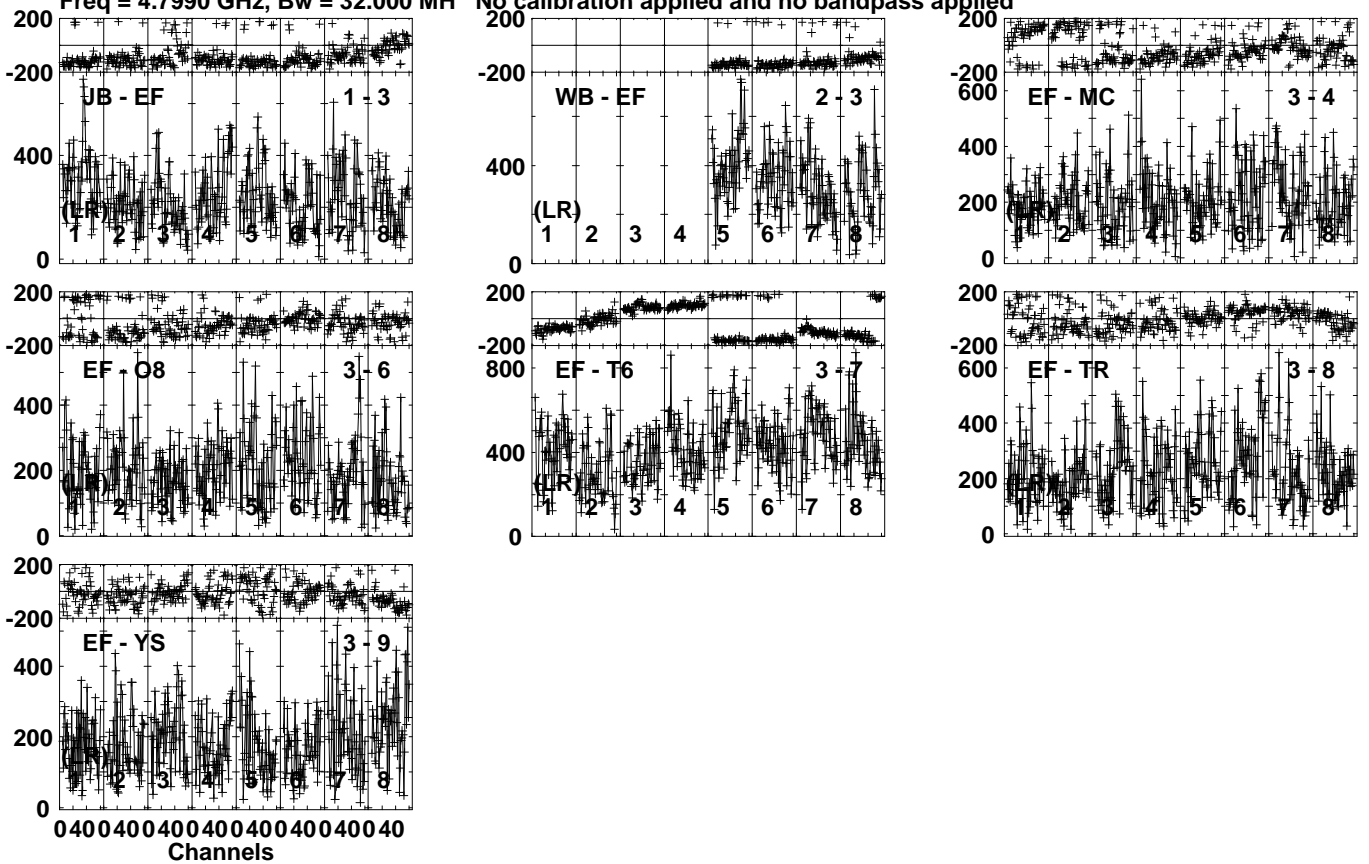 Freq = 4.7990 GHz, Bw = 32.000 MH No calibration applied and no bandpass applied
200
-200
JB - EF 1 - 3
400
(LR)
1 2 3 4 5 6 7 8
0
200
-200
WB - EF 2 - 3
400
(LR)
1 2 3 4 5 6 7 8
0
200
-200
600
EF - MC 3 - 4
400
200
(LR)
1 2 3 4 5 6 7 8
0
200
-200
EF - O8 3 - 6
400
200
(LR)
1 2 3 4 5 6 7 8
0
200
-200
800
EF - T6 3 - 7
400
(LR)
1 2 3 4 5 6 7 8
0
200
-200
600
EF - TR 3 - 8
400
200
(LR)
1 2 3 4 5 6 7 8
0
200
-200
EF - YS 3 - 9
400
200
(LR)
1 2 3 4 5 6 7 8
0
0 40 0 40 0 40 0 40 0 40 0 40 0 40 0 40
Channels